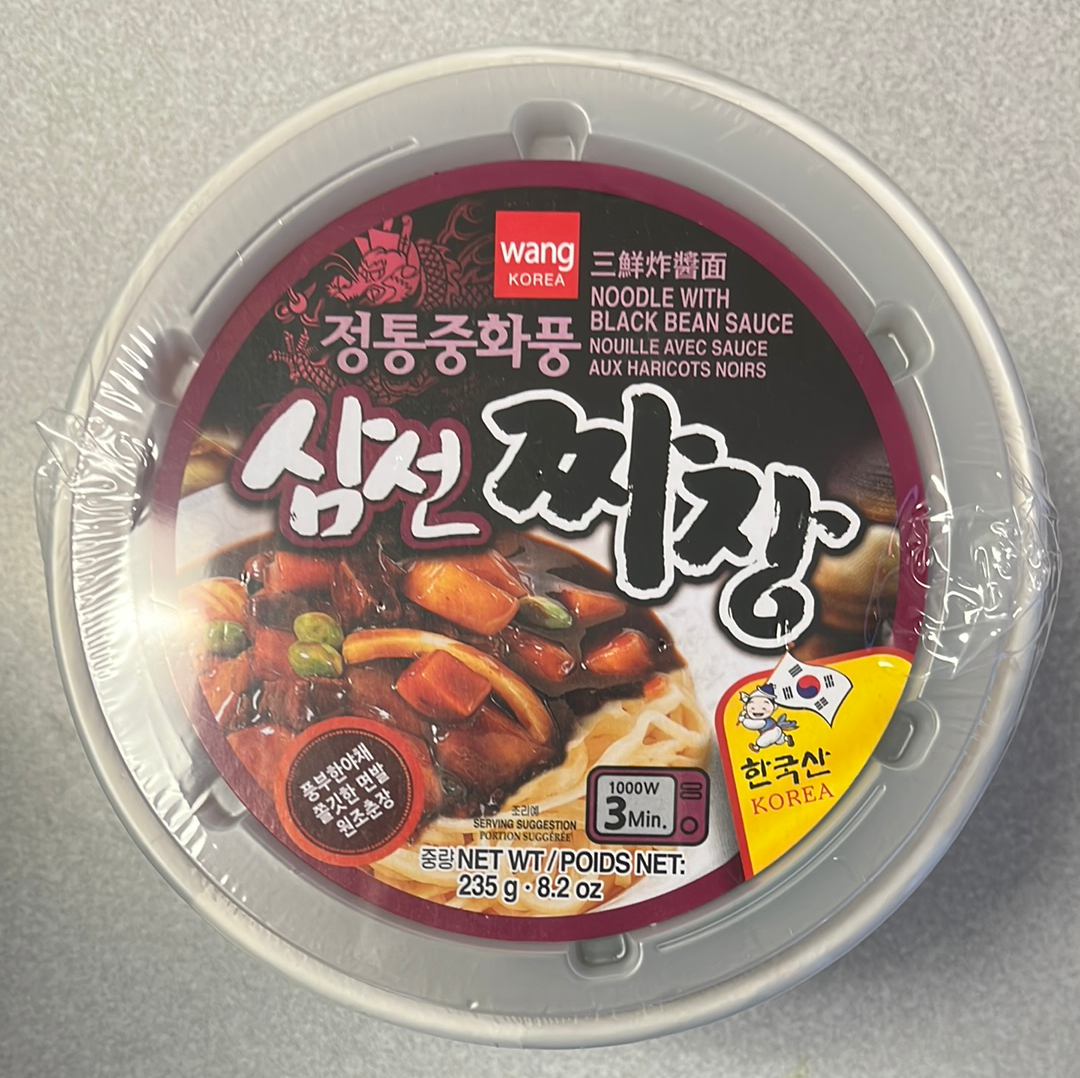 wang
KOREA
三鮮炸醬面
NOODLE WITH
BLACK BEAN SAUCE
NOUILLE AVEC SAUCE
AUX HARICOTS NOIRS
정통중화풍
삼선 짜장
풍부한야채
쫄깃한 면발
원조춘장
조리예
SERVING SUGGESTION
PORTION SUGGÉRÉE
1000W
3Min.
한국산
KOREA
중량 NET WT/POIDS NET:
235 g · 8.2 oz